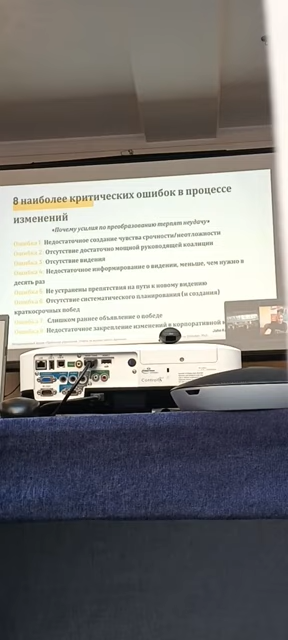 8 наиболее критических ошибок в процессе
изменений
«Почему усилия по преобразованию терпят неудачу»
Ошибка 1 Недостаточное создание чувства срочности/неотложности
Ошибка 2 Отсутствие достаточно мощной руководящей коалиции
Ошибка 3 Отсутствие видения
Ошибка 4 Недостаточное информирование о видении, меньше, чем нужно в
десять раз
Ошибка 5 Не устранены препятствия на пути к новому видению
Ошибка 6 Отсутствие систематического планирования (и создания)
краткосрочных побед
Ошибка 7 Слишком раннее объявление о победе
Ошибка 8 Недостаточное закрепление изменений в корпоративной